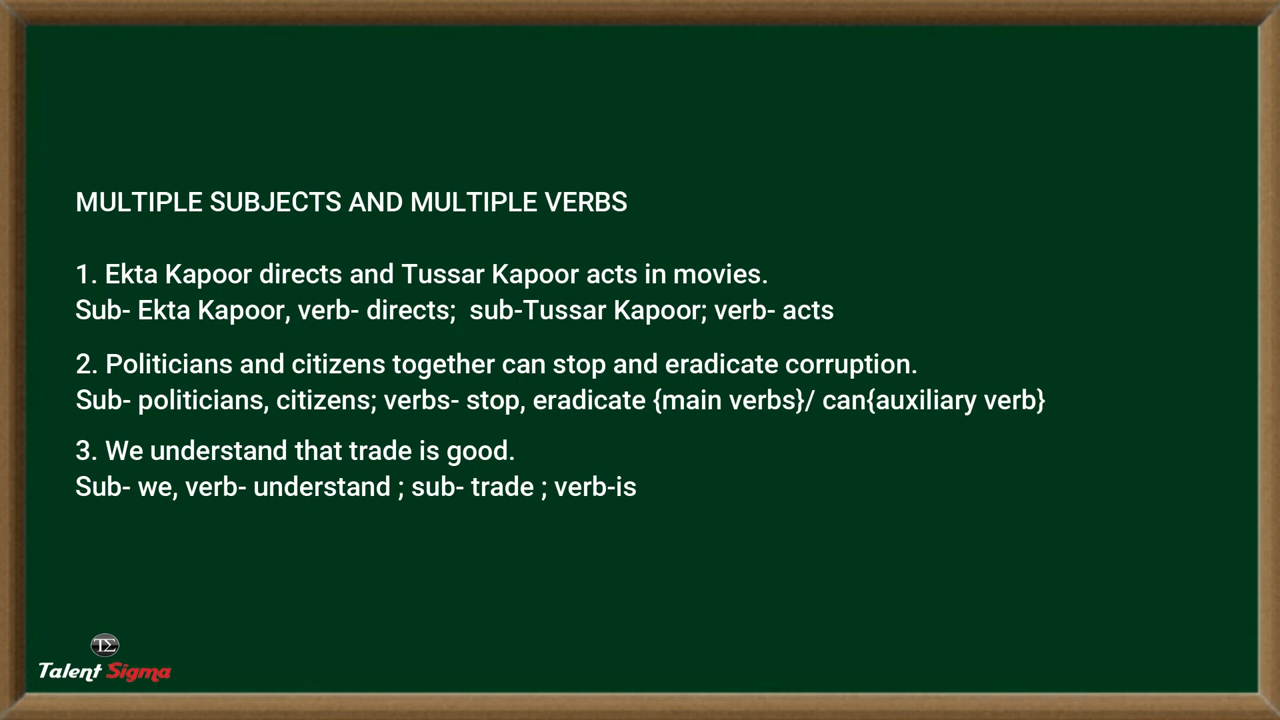 MULTIPLE SUBJECTS AND MULTIPLE VERBS
1. Ekta Kapoor directs and Tussar Kapoor acts in movies.
Sub- Ekta Kapoor, verb- directs;  sub-Tussar Kapoor; verb- acts
2. Politicians and citizens together can stop and eradicate corruption.
Sub- politicians, citizens; verbs- stop, eradicate {main verbs}/ can{auxiliary verb}
3. We understand that trade is good.
Sub- we, verb- understand ; sub- trade ; verb-is
TΣ
Talent Sigma